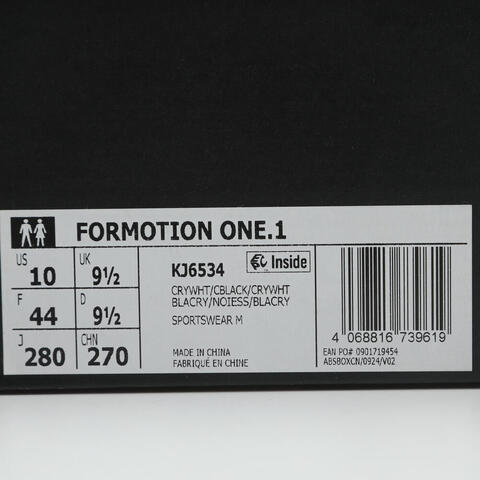 FORMOTION ONE.1
US UK
10 9½
F D
44 9½
J CHN
280 270
KJ6534
Inside
CRYWHT/CBLACK/CRYWHT
BLACRY/NOIESS/BLACRY
SPORTSWEAR M
MADE IN CHINA
FABRIQUÉ EN CHINE
4 068816 739619
EAN PO# 0901719454
ABSBOXCN/0924/V02